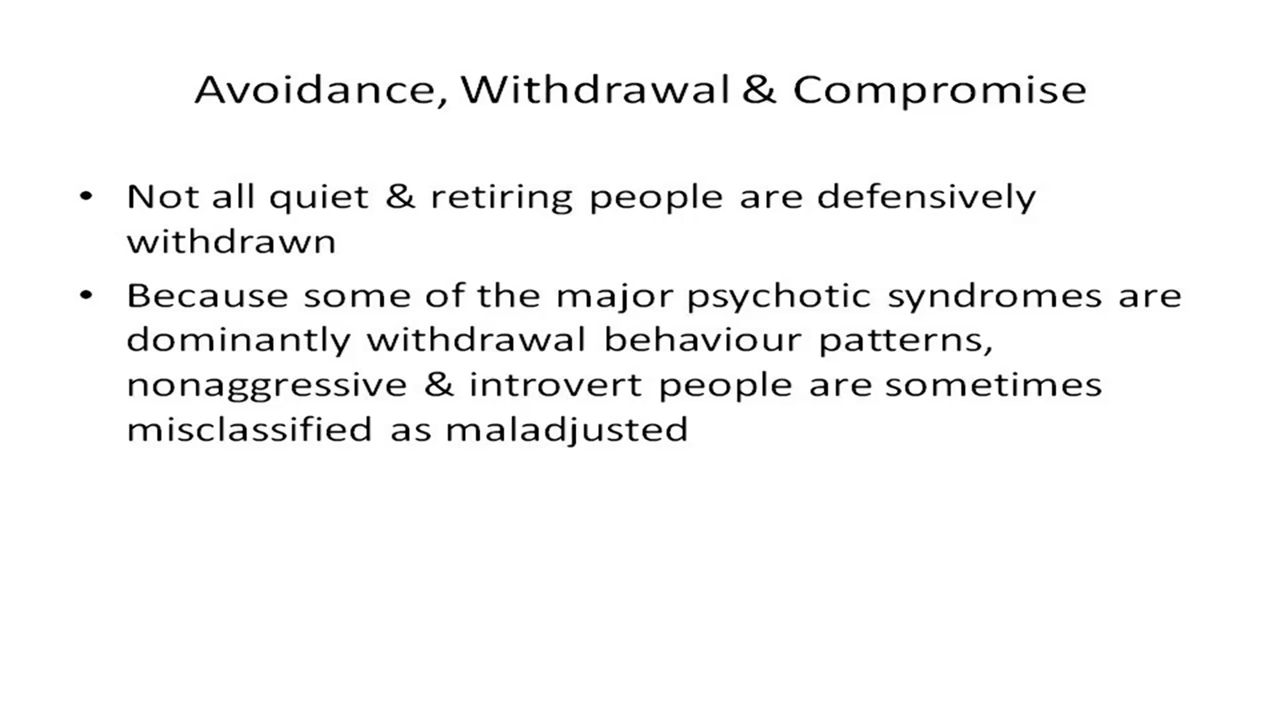 Avoidance, Withdrawal & Compromise
• Not all quiet & retiring people are defensively
withdrawn
• Because some of the major psychotic syndromes are
dominantly withdrawal behaviour patterns,
nonaggressive & introvert people are sometimes
misclassified as maladjusted